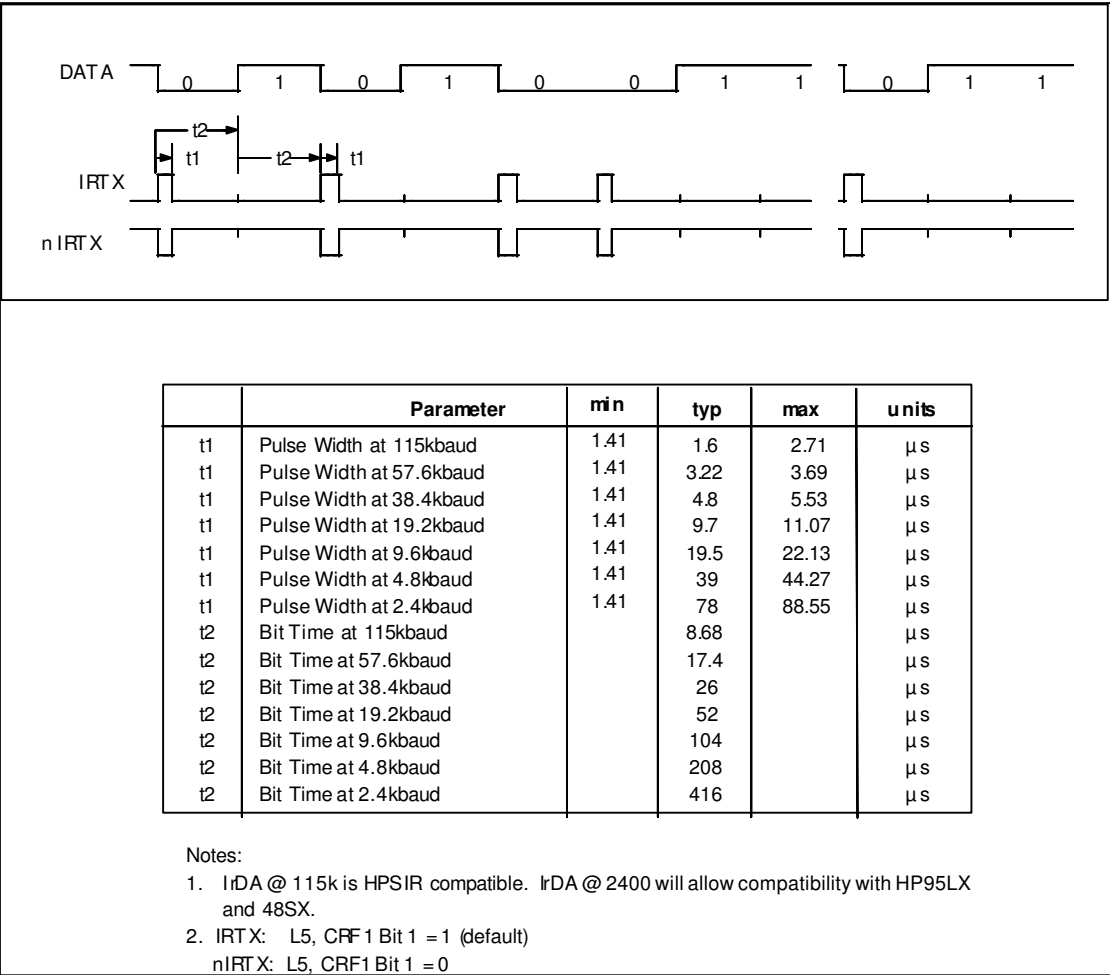 DATA 0 1 0 1 0 0 1 1 0 1 1
t2
t1 t2 t1
IRTX
nIRTX
Parameter min typ max units
t1 Pulse Width at 115kbaud 1.41 1.6 2.71 µs
t1 Pulse Width at 57.6kbaud 1.41 3.22 3.69 µs
t1 Pulse Width at 38.4kbaud 1.41 4.8 5.53 µs
t1 Pulse Width at 19.2kbaud 1.41 9.7 11.07 µs
t1 Pulse Width at 9.6kbaud 1.41 19.5 22.13 µs
t1 Pulse Width at 4.8kbaud 1.41 39 44.27 µs
t1 Pulse Width at 2.4kbaud 1.41 78 88.55 µs
t2 Bit Time at 115kbaud 8.68 µs
t2 Bit Time at 57.6kbaud 17.4 µs
t2 Bit Time at 38.4kbaud 26 µs
t2 Bit Time at 19.2kbaud 52 µs
t2 Bit Time at 9.6kbaud 104 µs
t2 Bit Time at 4.8kbaud 208 µs
t2 Bit Time at 2.4kbaud 416 µs
Notes:
1. IrDA @ 115k is HPSIR compatible. IrDA @ 2400 will allow compatibility with HP95LX
and 48SX.
2. IRTX: L5, CRF1 Bit 1 = 1 (default)
nIRTX: L5, CRF1 Bit 1 = 0